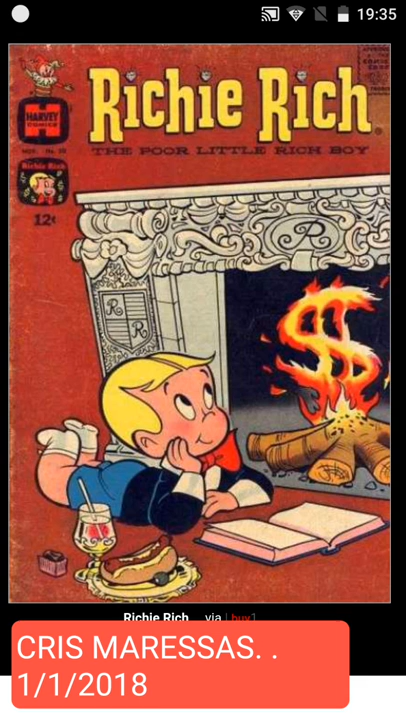 19:35
Richie Rich
THE POOR LITTLE RICH BOY
HARVEY
COMICS
Richie Rich
12¢
R
R
R
Richie Rich via buy
CRIS MARESSAS. .
1/1/2018